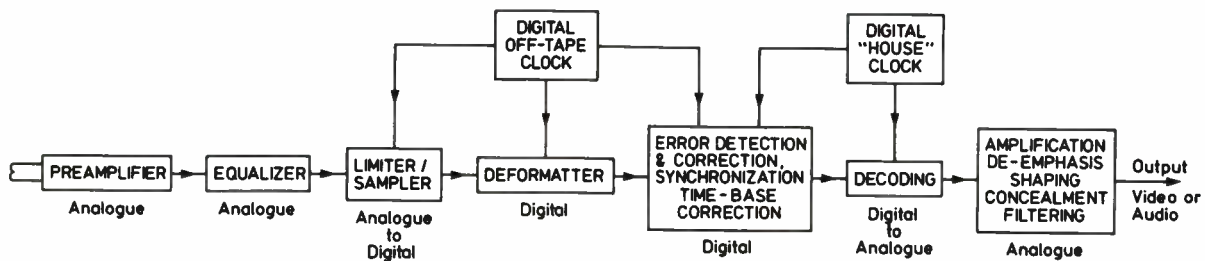 DIGITAL
OFF-TAPE
CLOCK
DIGITAL
"HOUSE"
CLOCK
PREAMPLIFIER
Analogue
EQUALIZER
Analogue
LIMITER /
SAMPLER
Analogue
to
Digital
DEFORMATTER
Digital
ERROR DETECTION
& CORRECTION,
SYNCHRONIZATION
TIME-BASE
CORRECTION
Digital
DECODING
Digital
to
Analogue
AMPLIFICATION
DE-EMPHASIS
SHAPING
CONCEALMENT
FILTERING
Analogue
Output
Video or
Audio